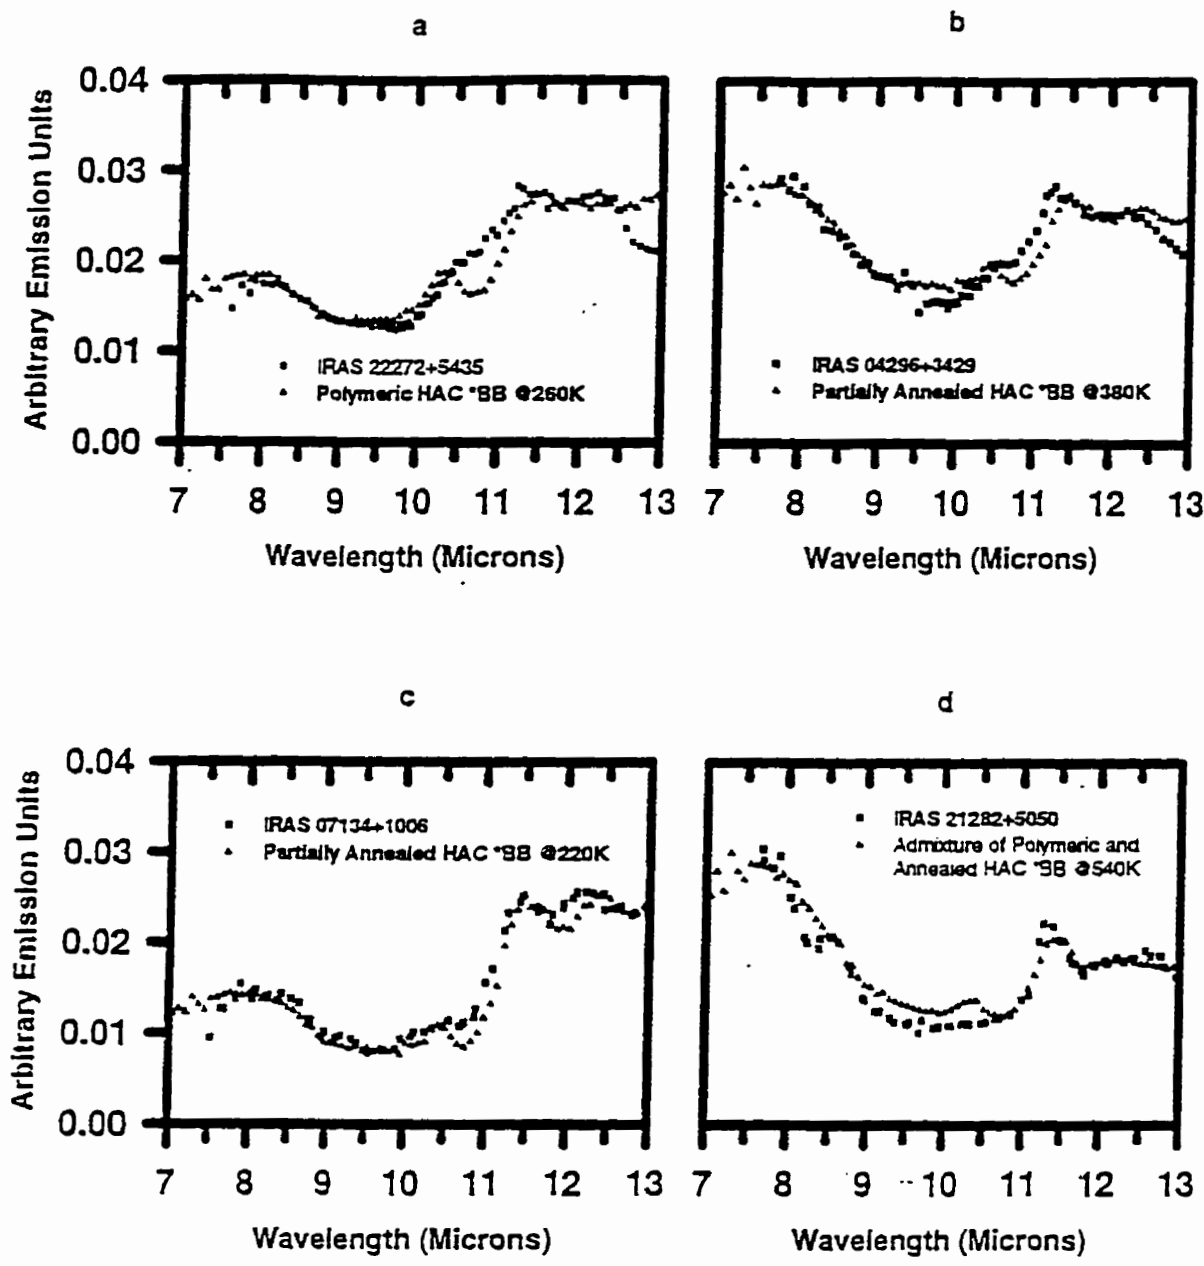 a
b
0.04
0.03
0.02
0.01
0.00
Arbitrary Emission Units
IRAS 22272+5435
Polymeric HAC *BB @260K
IRAS 04296+3429
Partially Annealed HAC *BB @380K
7 8 9 10 11 12 13
7 8 9 10 11 12 13
Wavelength (Microns)
Wavelength (Microns)
c
d
0.04
0.03
0.02
0.01
0.00
Arbitrary Emission Units
IRAS 07134+1006
Partially Annealed HAC *BB @220K
IRAS 21282+5050
Admixture of Polymeric and
Annealed HAC *BB @540K
7 8 9 10 11 12 13
7 8 9 10 11 12 13
Wavelength (Microns)
Wavelength (Microns)